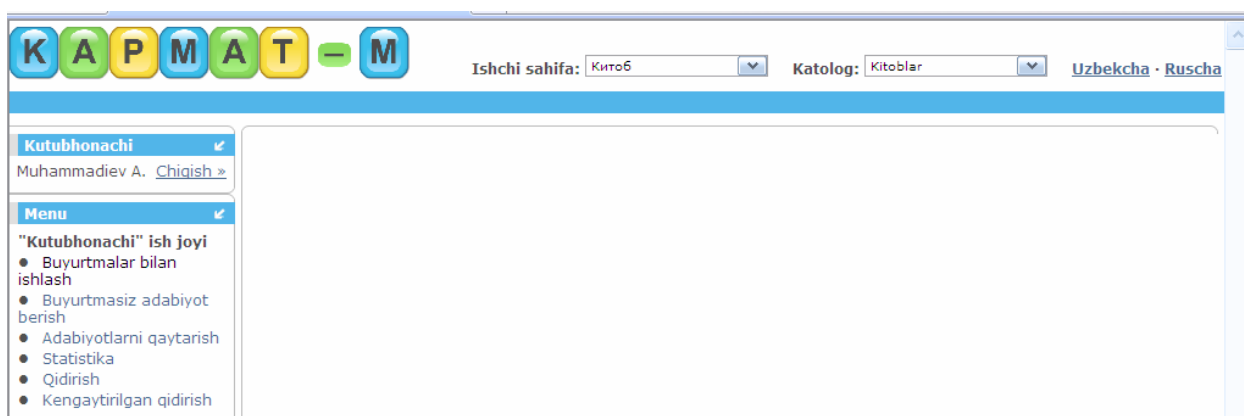 КАРМАТ–М
Ishchi sahifa: Китоб Katolog: Kitoblar Uzbekcha · Ruscha
Kutubhonachi
Muhammadiev A. Chiqish »
Menu
"Kutubhonachi" ish joyi
● Buyurtmalar bilan
ishlash
● Buyurtmasiz adabiyot
berish
● Adabiyotlarni qaytarish
● Statistika
● Qidirish
● Kengaytirilgan qidirish